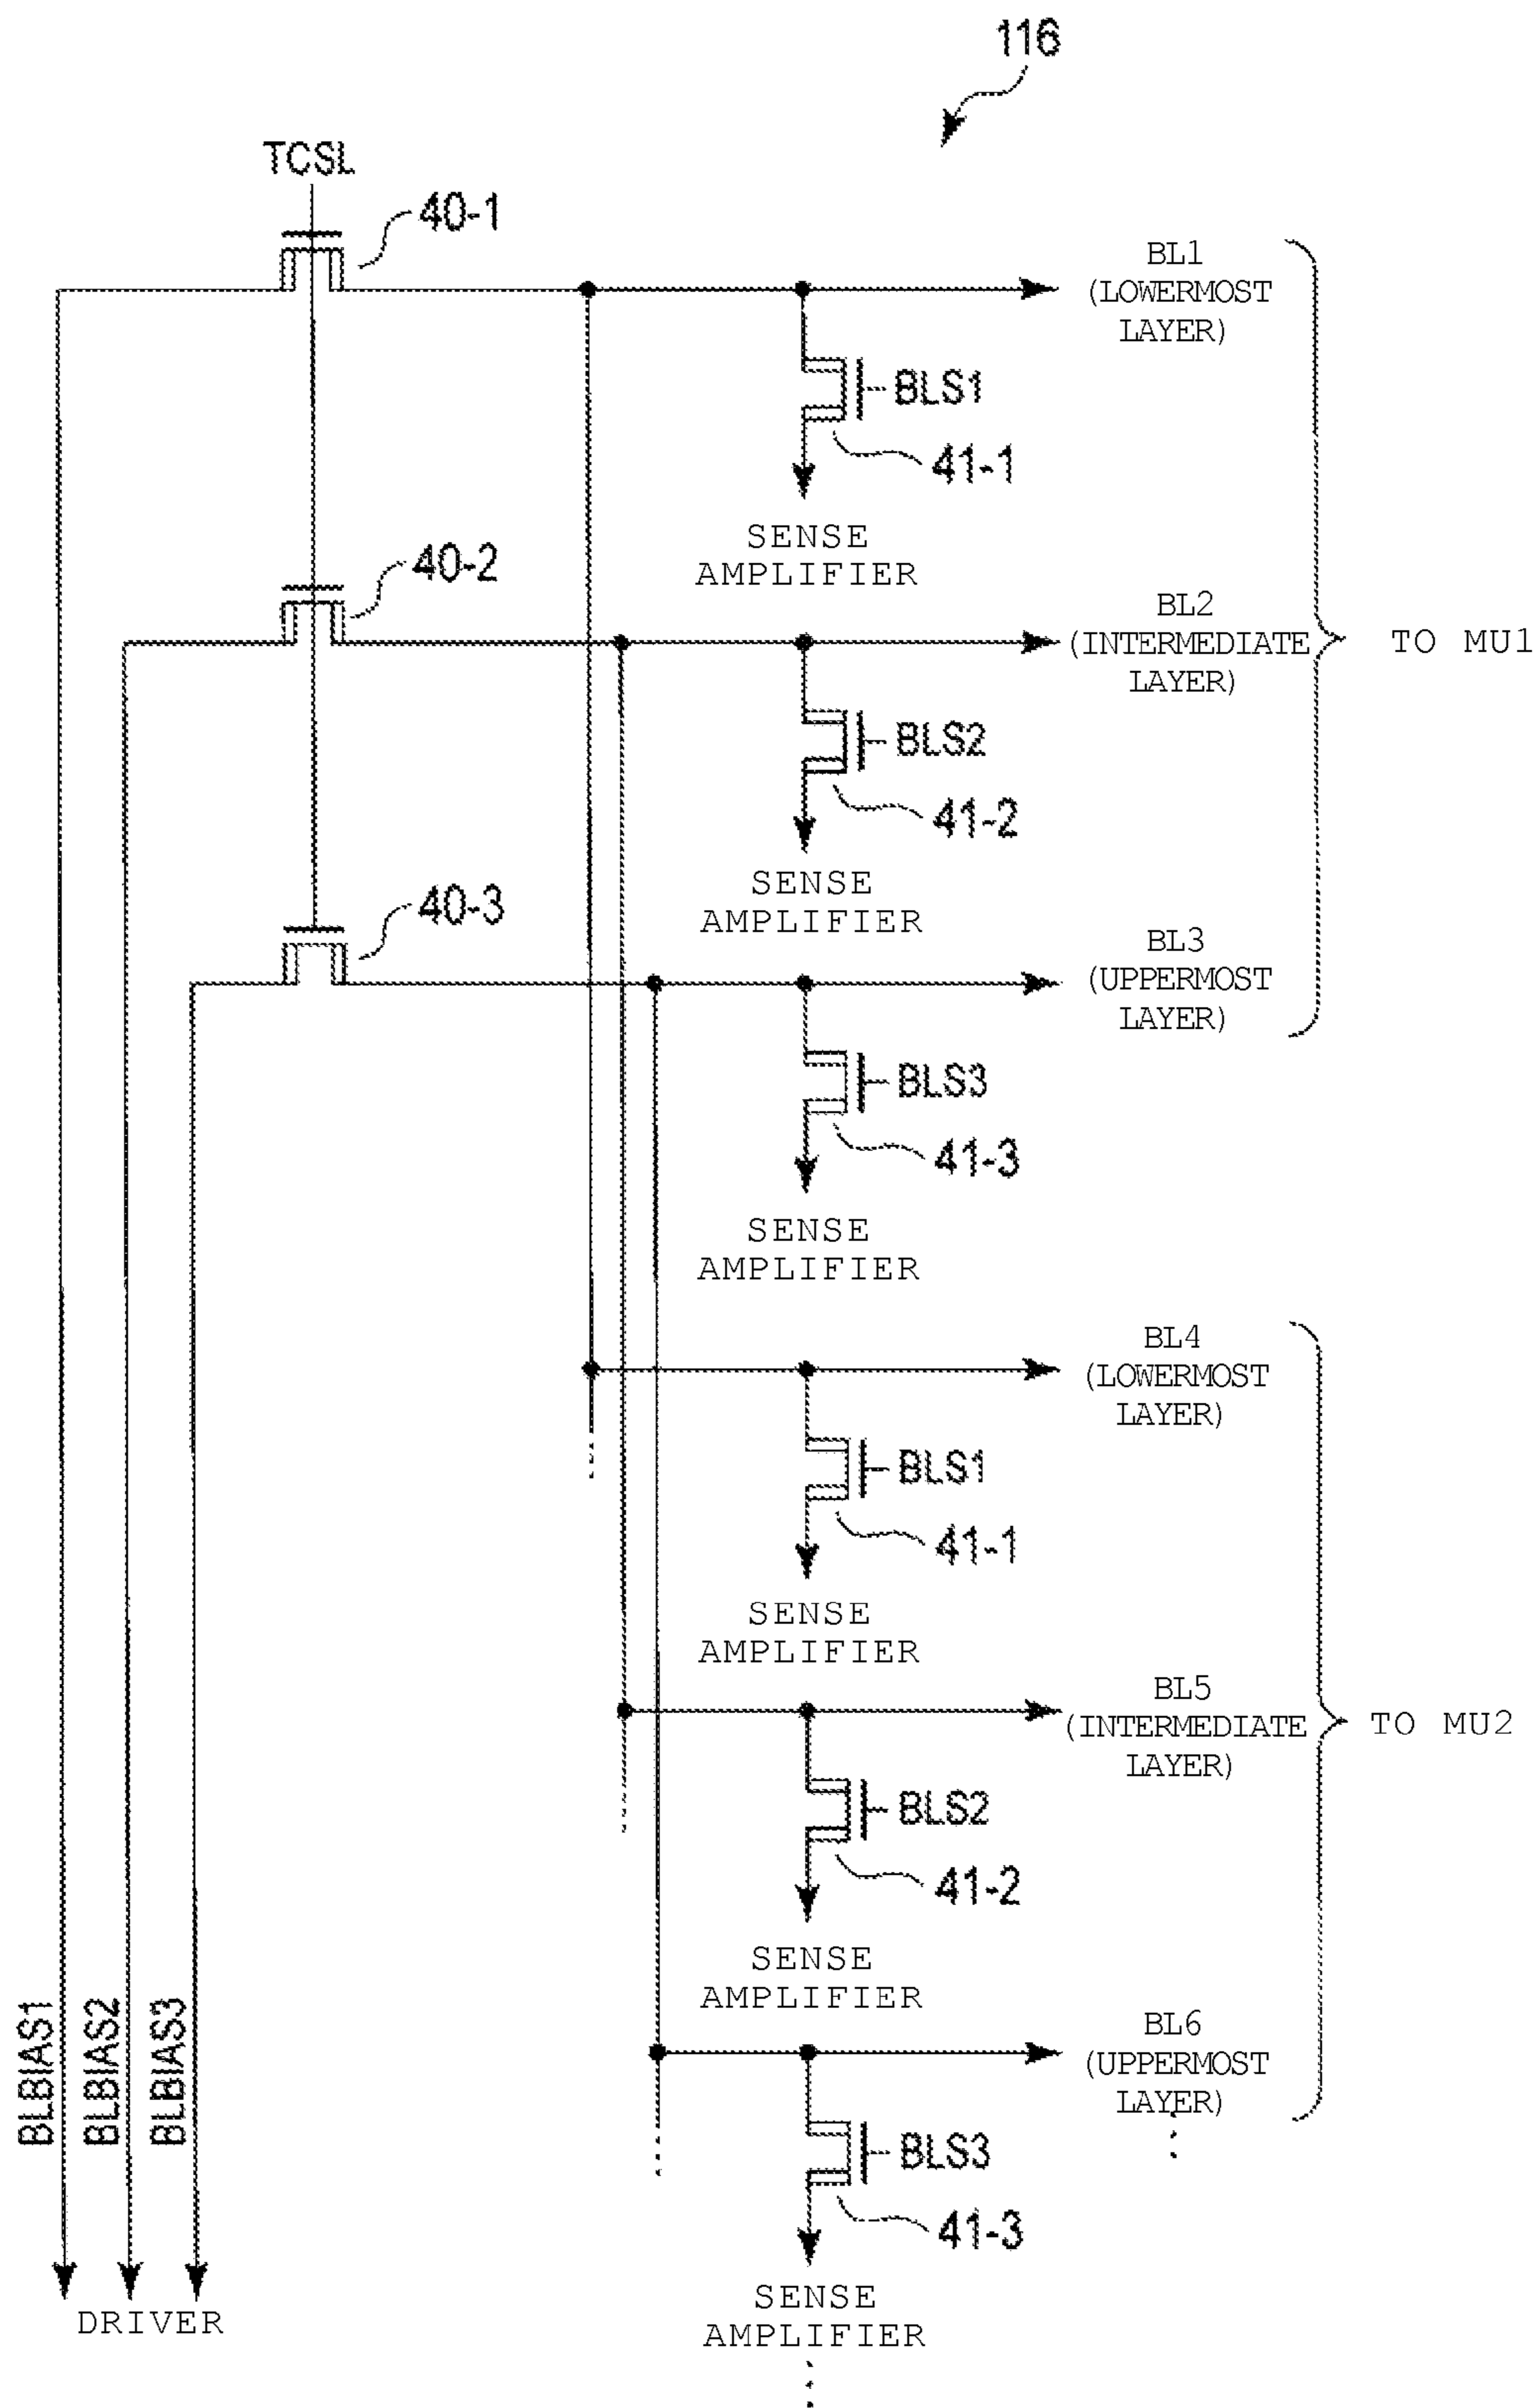 116
TCSL
40-1
BL1
(LOWERMOST
LAYER)
BLS1
41-1
SENSE
AMPLIFIER
40-2
BL2
(INTERMEDIATE
LAYER)
TO MU1
BLS2
41-2
SENSE
AMPLIFIER
40-3
BL3
(UPPERMOST
LAYER)
BLS3
41-3
SENSE
AMPLIFIER
BL4
(LOWERMOST
LAYER)
BLS1
41-1
SENSE
AMPLIFIER
BL5
(INTERMEDIATE
LAYER)
TO MU2
BLS2
41-2
SENSE
AMPLIFIER
BL6
(UPPERMOST
LAYER)
BLS3
41-3
SENSE
AMPLIFIER
BLBIAS1
BLBIAS2
BLBIAS3
DRIVER